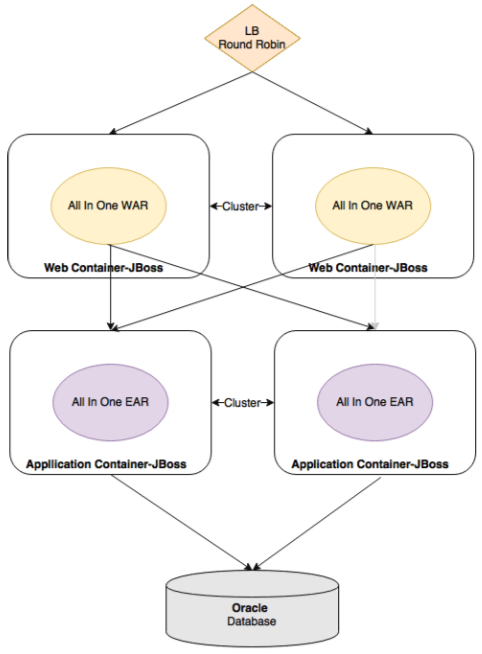 LB
Round Robin
All In One WAR
Cluster
All In One WAR
Web Container-JBoss
Web Container-JBoss
All In One EAR
Cluster
All In One EAR
Appllication Container-JBoss
Application Container-JBoss
Oracle
Database